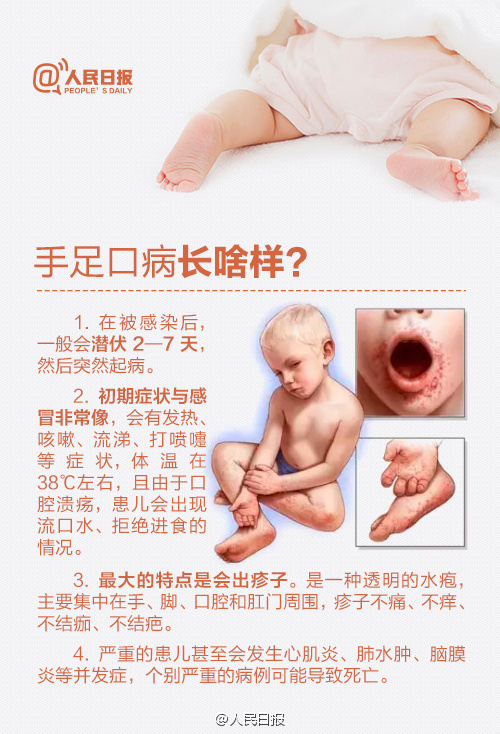 @人民日报
PEOPLE'S DAILY
手足口病长啥样?
1. 在被感染后,
一般会潜伏 2—7 天,
然后突然起病。
2. 初期症状与感
冒非常像，会有发热、
咳嗽、流涕、打喷嚏
等症状，体温在
38℃左右，且由于口
腔溃疡，患儿会出现
流口水、拒绝进食的
情况。
3. 最大的特点是会出疹子。是一种透明的水疱,
主要集中在手、脚、口腔和肛门周围，疹子不痛、不痒、
不结痂、不结疤。
4. 严重的患儿甚至会发生心肌炎、肺水肿、脑膜
炎等并发症，个别严重的病例可能导致死亡。
@人民日报